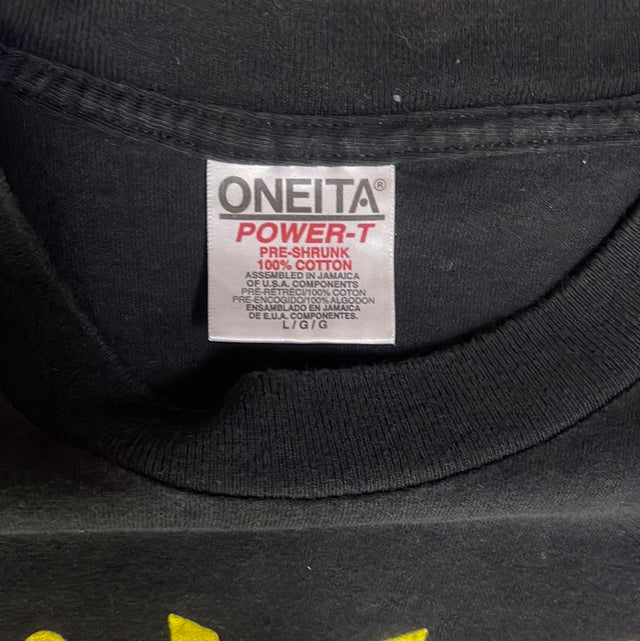 ONEITA®
POWER-T
PRE-SHRUNK
100% COTTON
ASSEMBLED IN JAMAICA
OF U.S.A. COMPONENTS
PRÉ-RÉTRÉCI/100% COTON
PRE-ENCOGIDO/100% ALGODON
ENSAMBLADO EN JAMAICA
DE E.U.A. COMPONENTES.
L/G/G